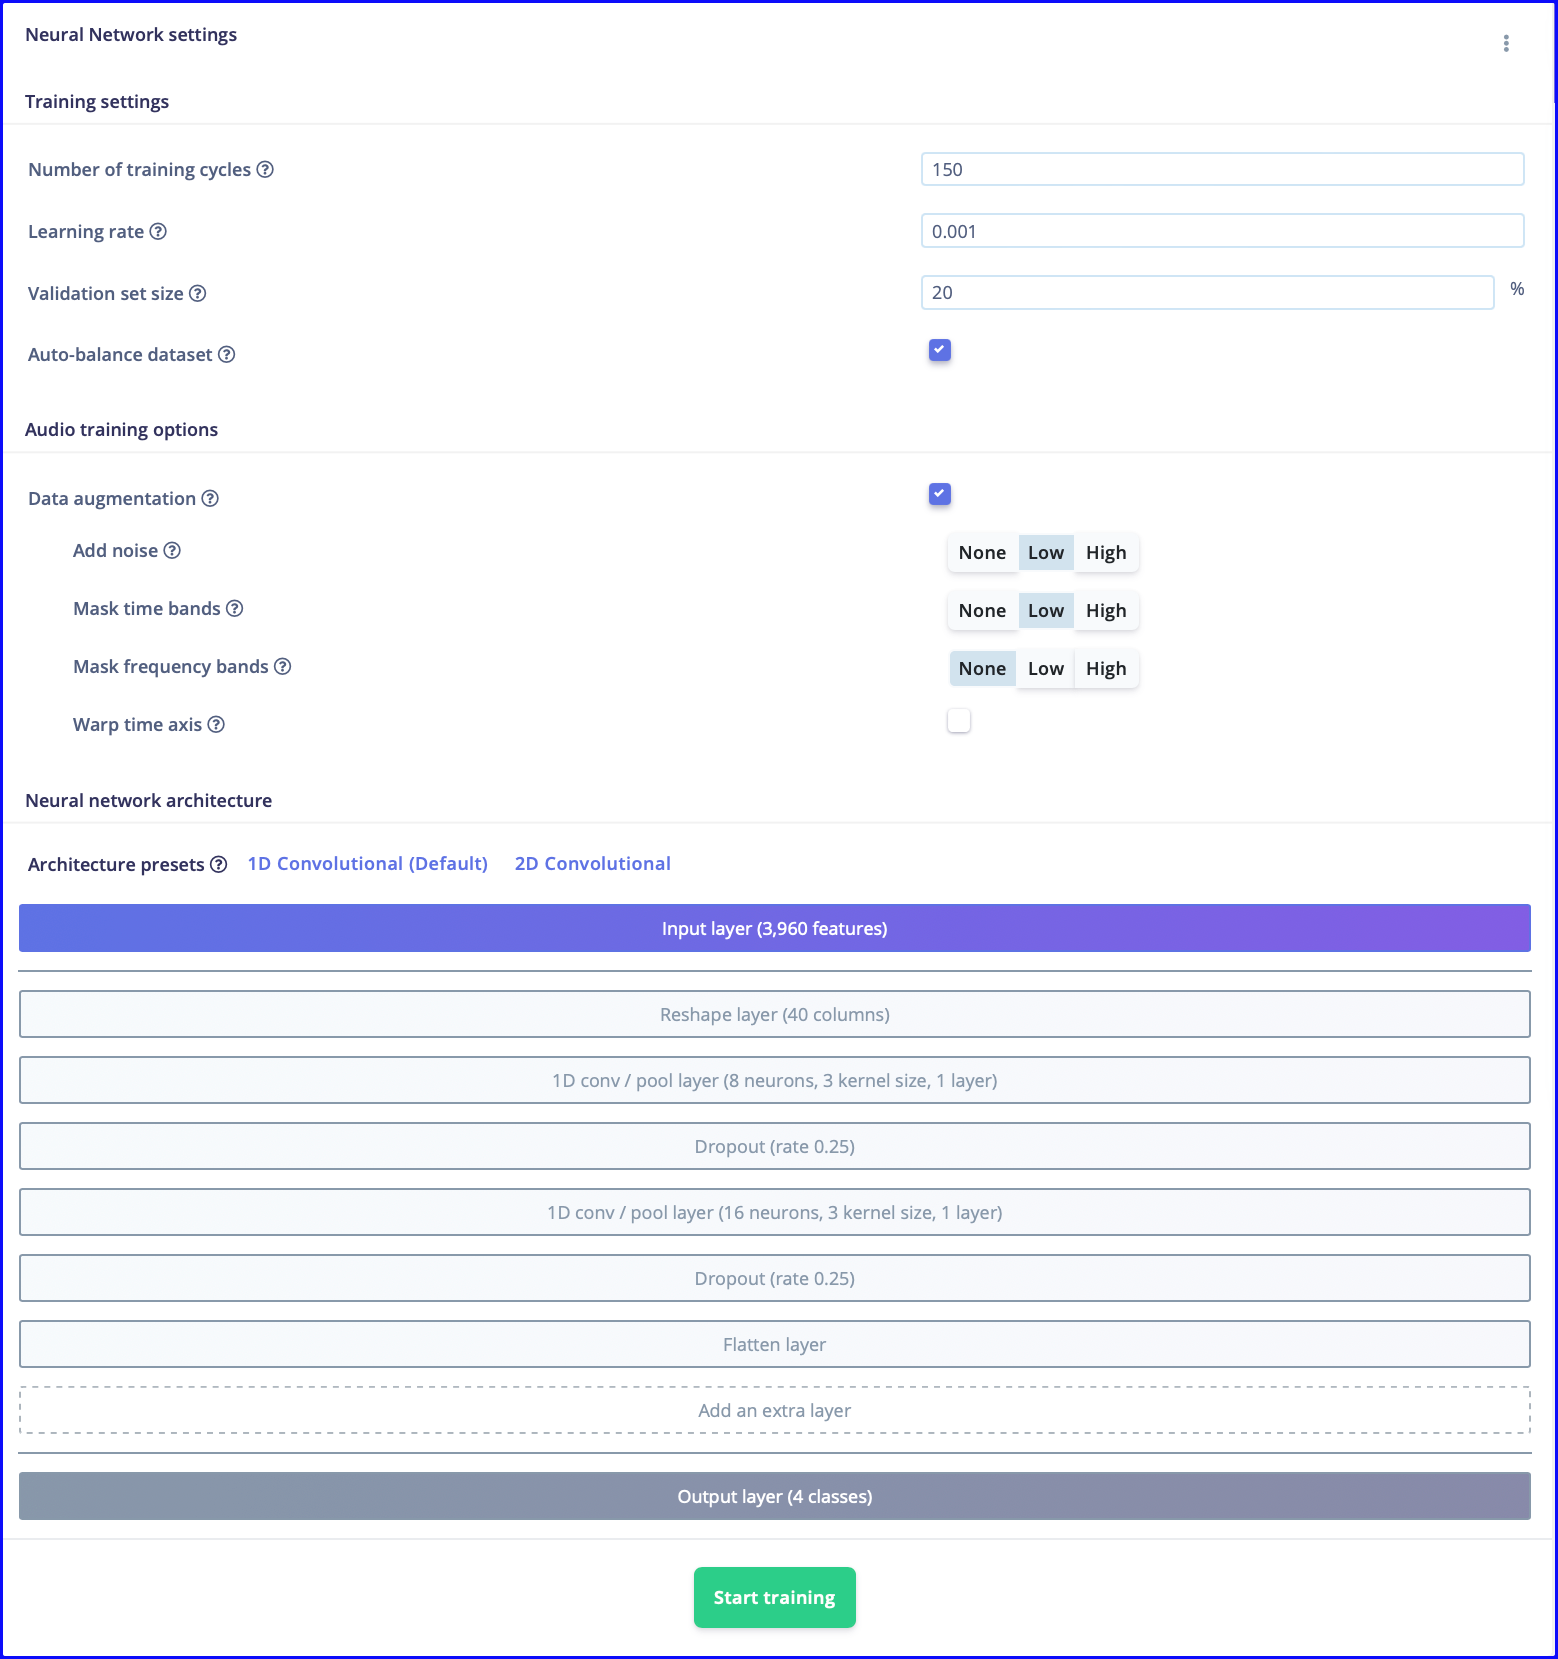 Neural Network settings
Training settings
Number of training cycles
150
Learning rate
0.001
Validation set size
20
%
Auto-balance dataset
Audio training options
Data augmentation
Add noise
None Low High
Mask time bands
None Low High
Mask frequency bands
None Low High
Warp time axis
Neural network architecture
Architecture presets 1D Convolutional (Default) 2D Convolutional
Input layer (3,960 features)
Reshape layer (40 columns)
1D conv / pool layer (8 neurons, 3 kernel size, 1 layer)
Dropout (rate 0.25)
1D conv / pool layer (16 neurons, 3 kernel size, 1 layer)
Dropout (rate 0.25)
Flatten layer
Add an extra layer
Output layer (4 classes)
Start training